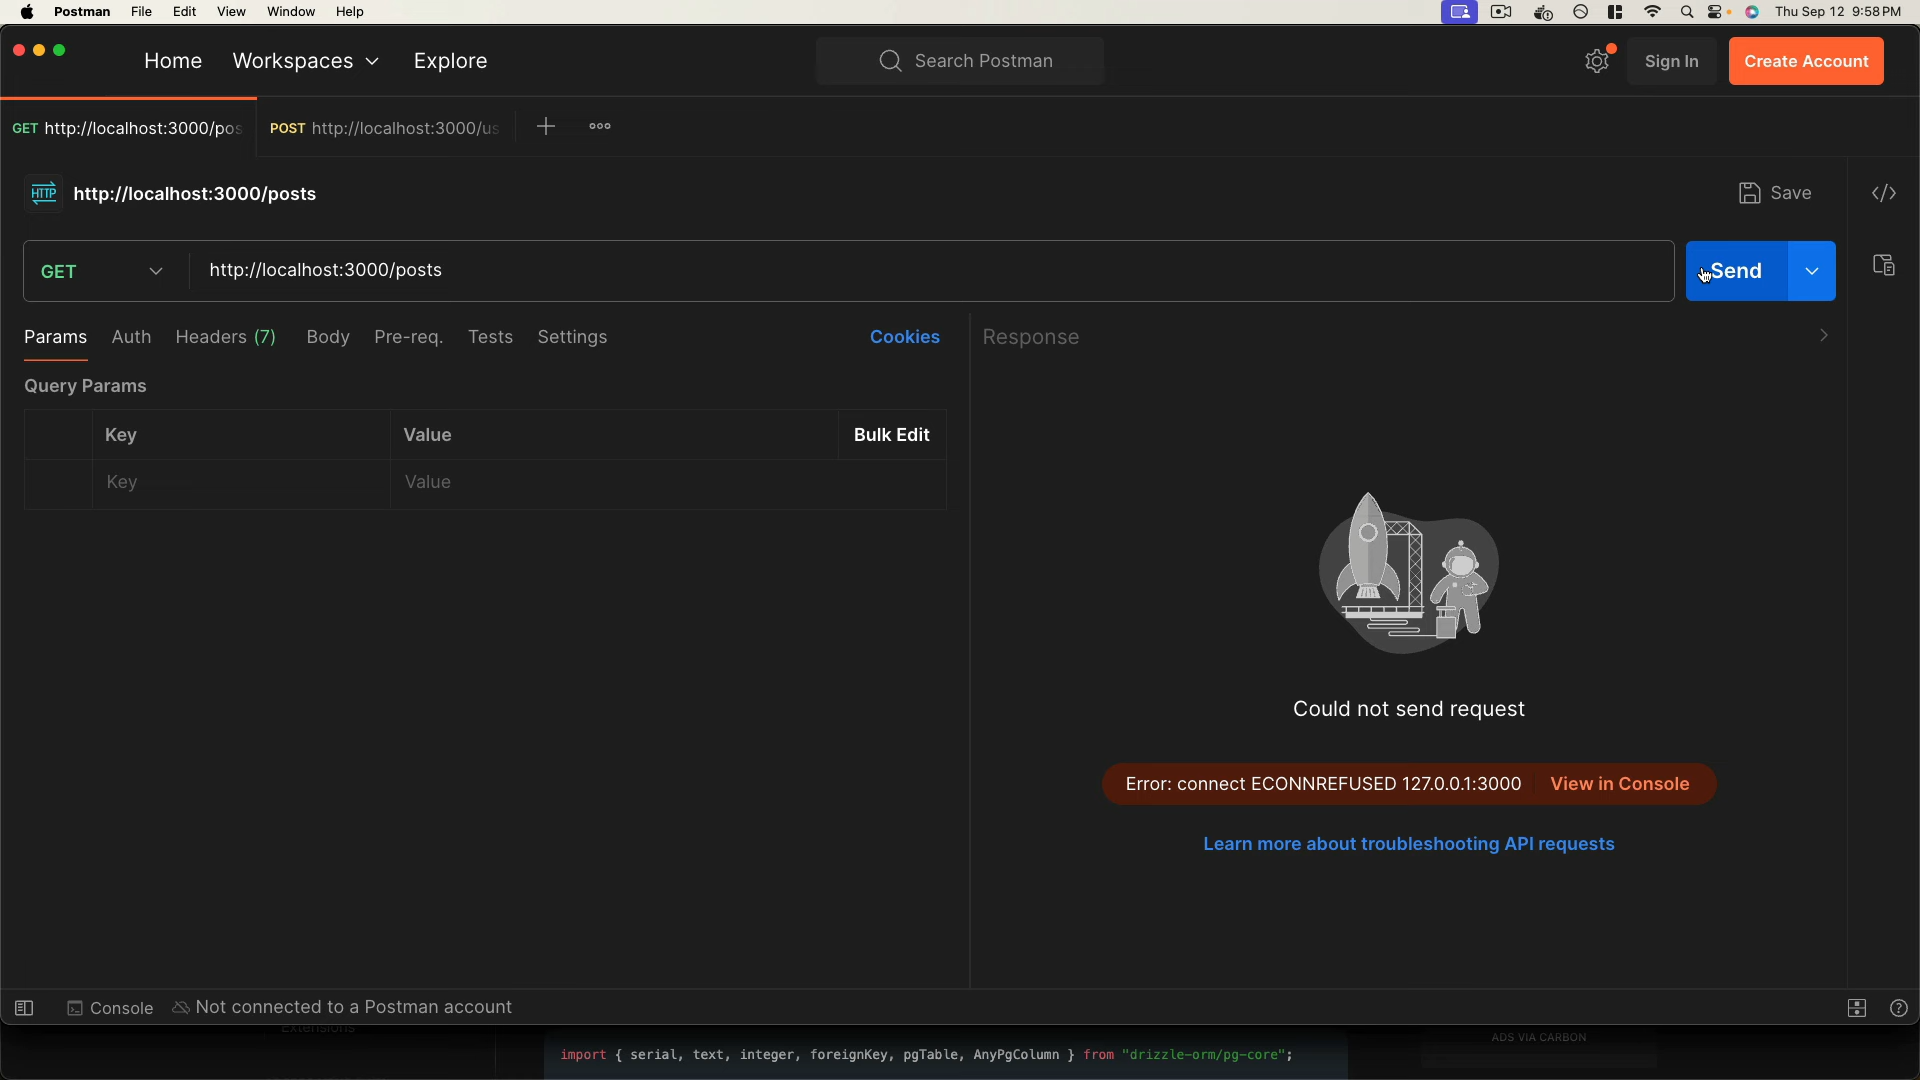 Postman File Edit View Window Help
Thu Sep 12 9:58 PM
Home Workspaces Explore
Search Postman
Sign In
Create Account
GET http://localhost:3000/pos
POST http://localhost:3000/us
HTTP http://localhost:3000/posts
Save
GET http://localhost:3000/posts
Send
Params Auth Headers (7) Body Pre-req. Tests Settings Cookies
Response
Query Params
Key Value Bulk Edit
Key Value
Could not send request
Error: connect ECONNREFUSED 127.0.0.1:3000 View in Console
Learn more about troubleshooting API requests
Console Not connected to a Postman account
Extensions
ADS VIA CARBON
import { serial, text, integer, foreignKey, pgTable, AnyPgColumn } from "drizzle-orm/pg-core";